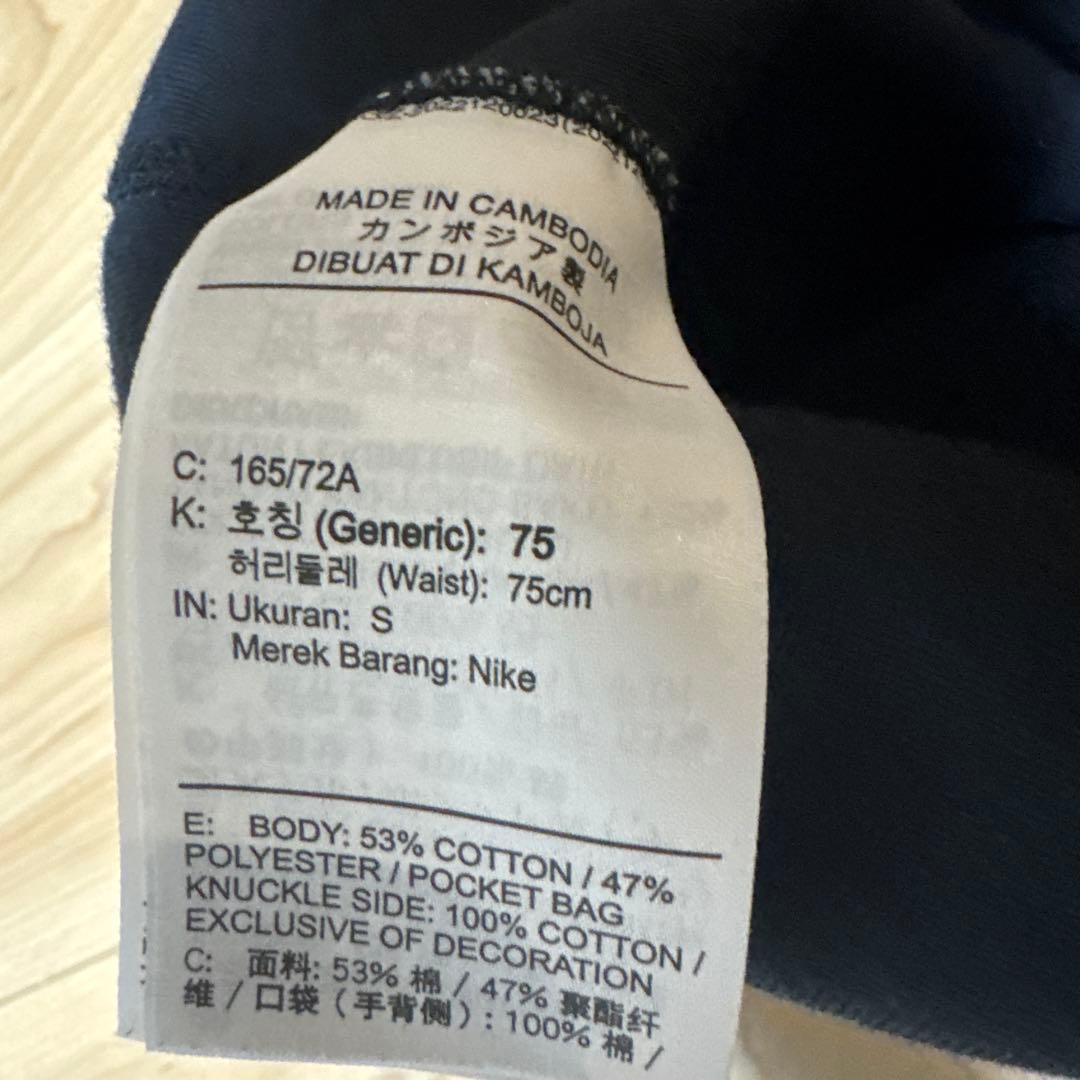 MADE IN CAMBODIA
カンボジア製
DIBUAT DI KAMBOJA
C: 165/72A
K: 호칭 (Generic): 75
허리둘레 (Waist): 75cm
IN: Ukuran: S
Merek Barang: Nike
E: BODY: 53% COTTON / 47%
POLYESTER / POCKET BAG
KNUCKLE SIDE: 100% COTTON /
EXCLUSIVE OF DECORATION
C: 面料: 53% 棉 / 47% 聚酯纤
维 / 口袋 (手背侧) : 100% 棉 /